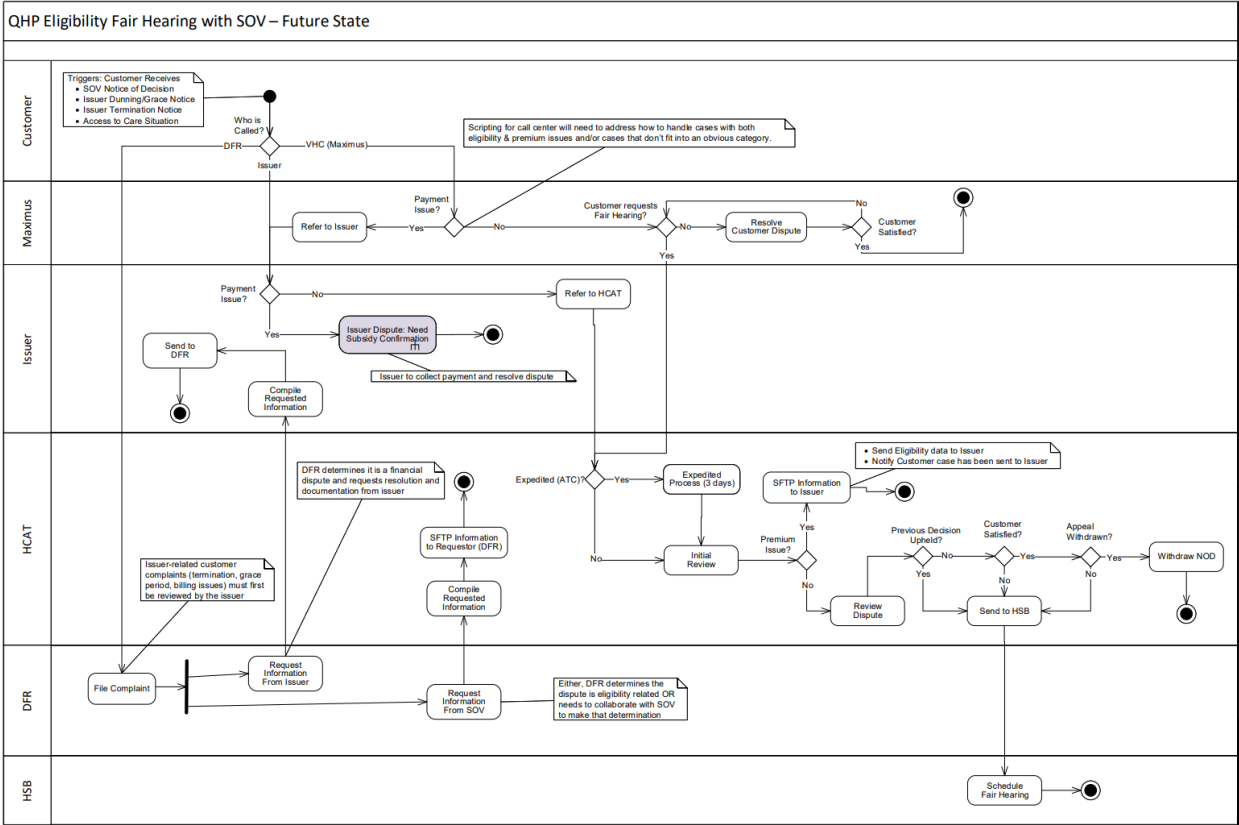 QHP Eligibility Fair Hearing with SOV – Future State
Customer
Triggers: Customer Receives
• SOV Notice of Decision
• Issuer Dunning/Grace Notice
• Issuer Termination Notice
• Access to Care Situation
Who is
Called?
DFR
VHC (Maximus)
Issuer
Scripting for call center will need to address how to handle cases with both
eligibility & premium issues and/or cases that don't fit into an obvious category.
Maximus
Refer to Issuer
Yes
Payment
Issue?
No
Customer requests
Fair Hearing?
No
Yes
Resolve
Customer Dispute
No
Customer
Satisfied?
Yes
Issuer
Payment
Issue?
No
Yes
Refer to HCAT
Issuer Dispute: Need
Subsidy Confirmation
Issuer to collect payment and resolve dispute
Send to
DFR
Compile
Requested
Information
HCAT
DFR determines it is a financial
dispute and requests resolution and
documentation from issuer
Issuer-related customer
complaints (termination, grace
period, billing issues) must first
be reviewed by the issuer
SFTP Information
to Requestor (DFR)
Compile
Requested
Information
Expedited (ATC)?
Yes
No
Expedited
Process (3 days)
Initial
Review
Premium
Issue?
Yes
No
SFTP Information
to Issuer
• Send Eligibility data to Issuer
• Notify Customer case has been sent to Issuer
Review
Dispute
Previous Decision
Upheld?
No
Yes
Customer
Satisfied?
Yes
No
Appeal
Withdrawn?
Yes
No
Withdraw NOD
Send to HSB
DFR
File Complaint
Request
Information
From Issuer
Request
Information
From SOV
Either, DFR determines the
dispute is eligibility related OR
needs to collaborate with SOV
to make that determination
HSB
Schedule
Fair Hearing